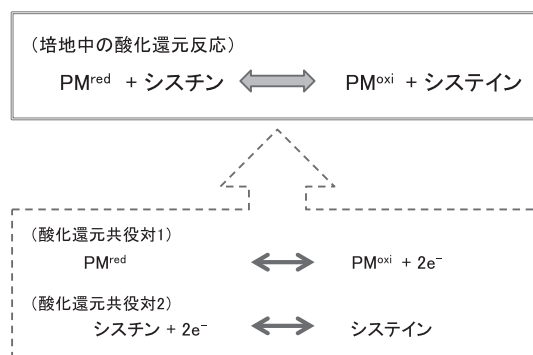 (培地中の酸化還元反応)
PMred + シスチン PMoxi + システイン
(酸化還元共役対1)
PMred PMoxi + 2e−
(酸化還元共役対2)
シスチン + 2e− システイン